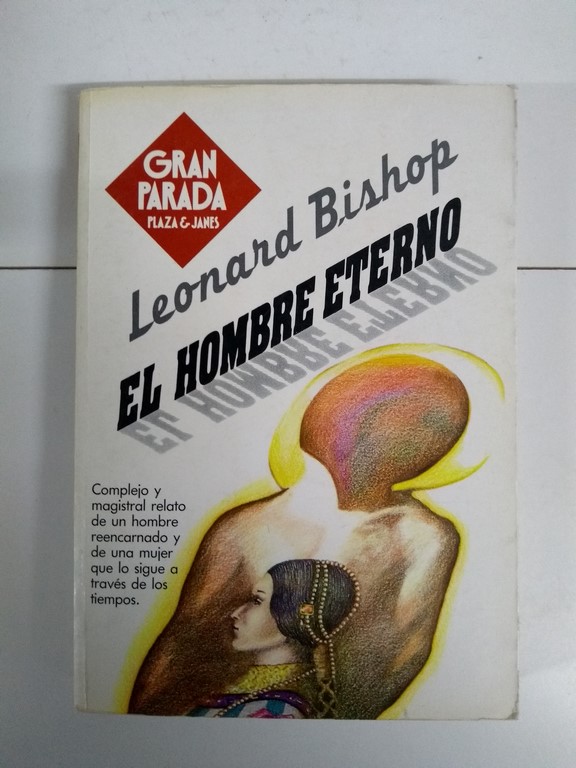 GRAN
PARADA
PLAZA & JANES
Leonard Bishop
EL HOMBRE ETERNO
Complejo y
magistral relato
de un hombre
reencarnado y
de una mujer
que lo sigue a
través de los
tiempos.